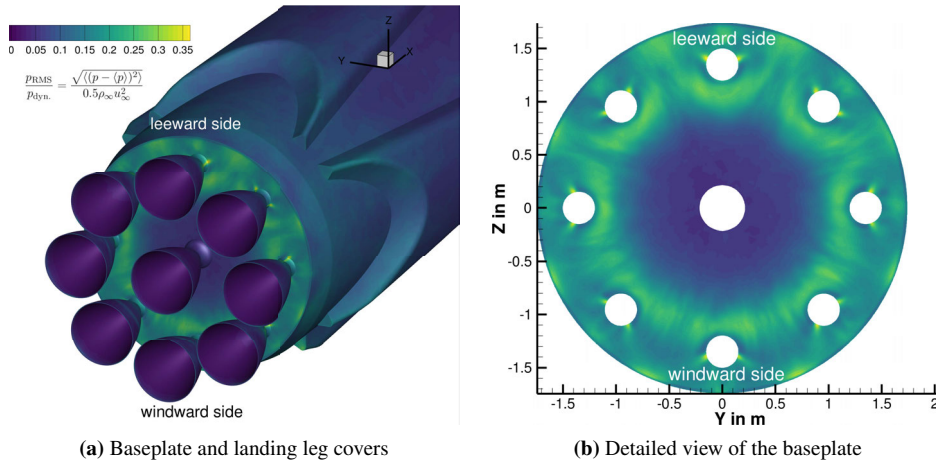 0 0.05 0.1 0.15 0.2 0.25 0.3 0.35
p_RMS / p_dyn. = √⟨(p − ⟨p⟩)²⟩ / 0.5ρ_∞u²_∞
Z
Y
X
leeward side
windward side
(a) Baseplate and landing leg covers
1.5
1
0.5
0
-0.5
-1
-1.5
Z in m
leeward side
windward side
-1.5 -1 -0.5 0 0.5 1 1.5 2
Y in m
(b) Detailed view of the baseplate